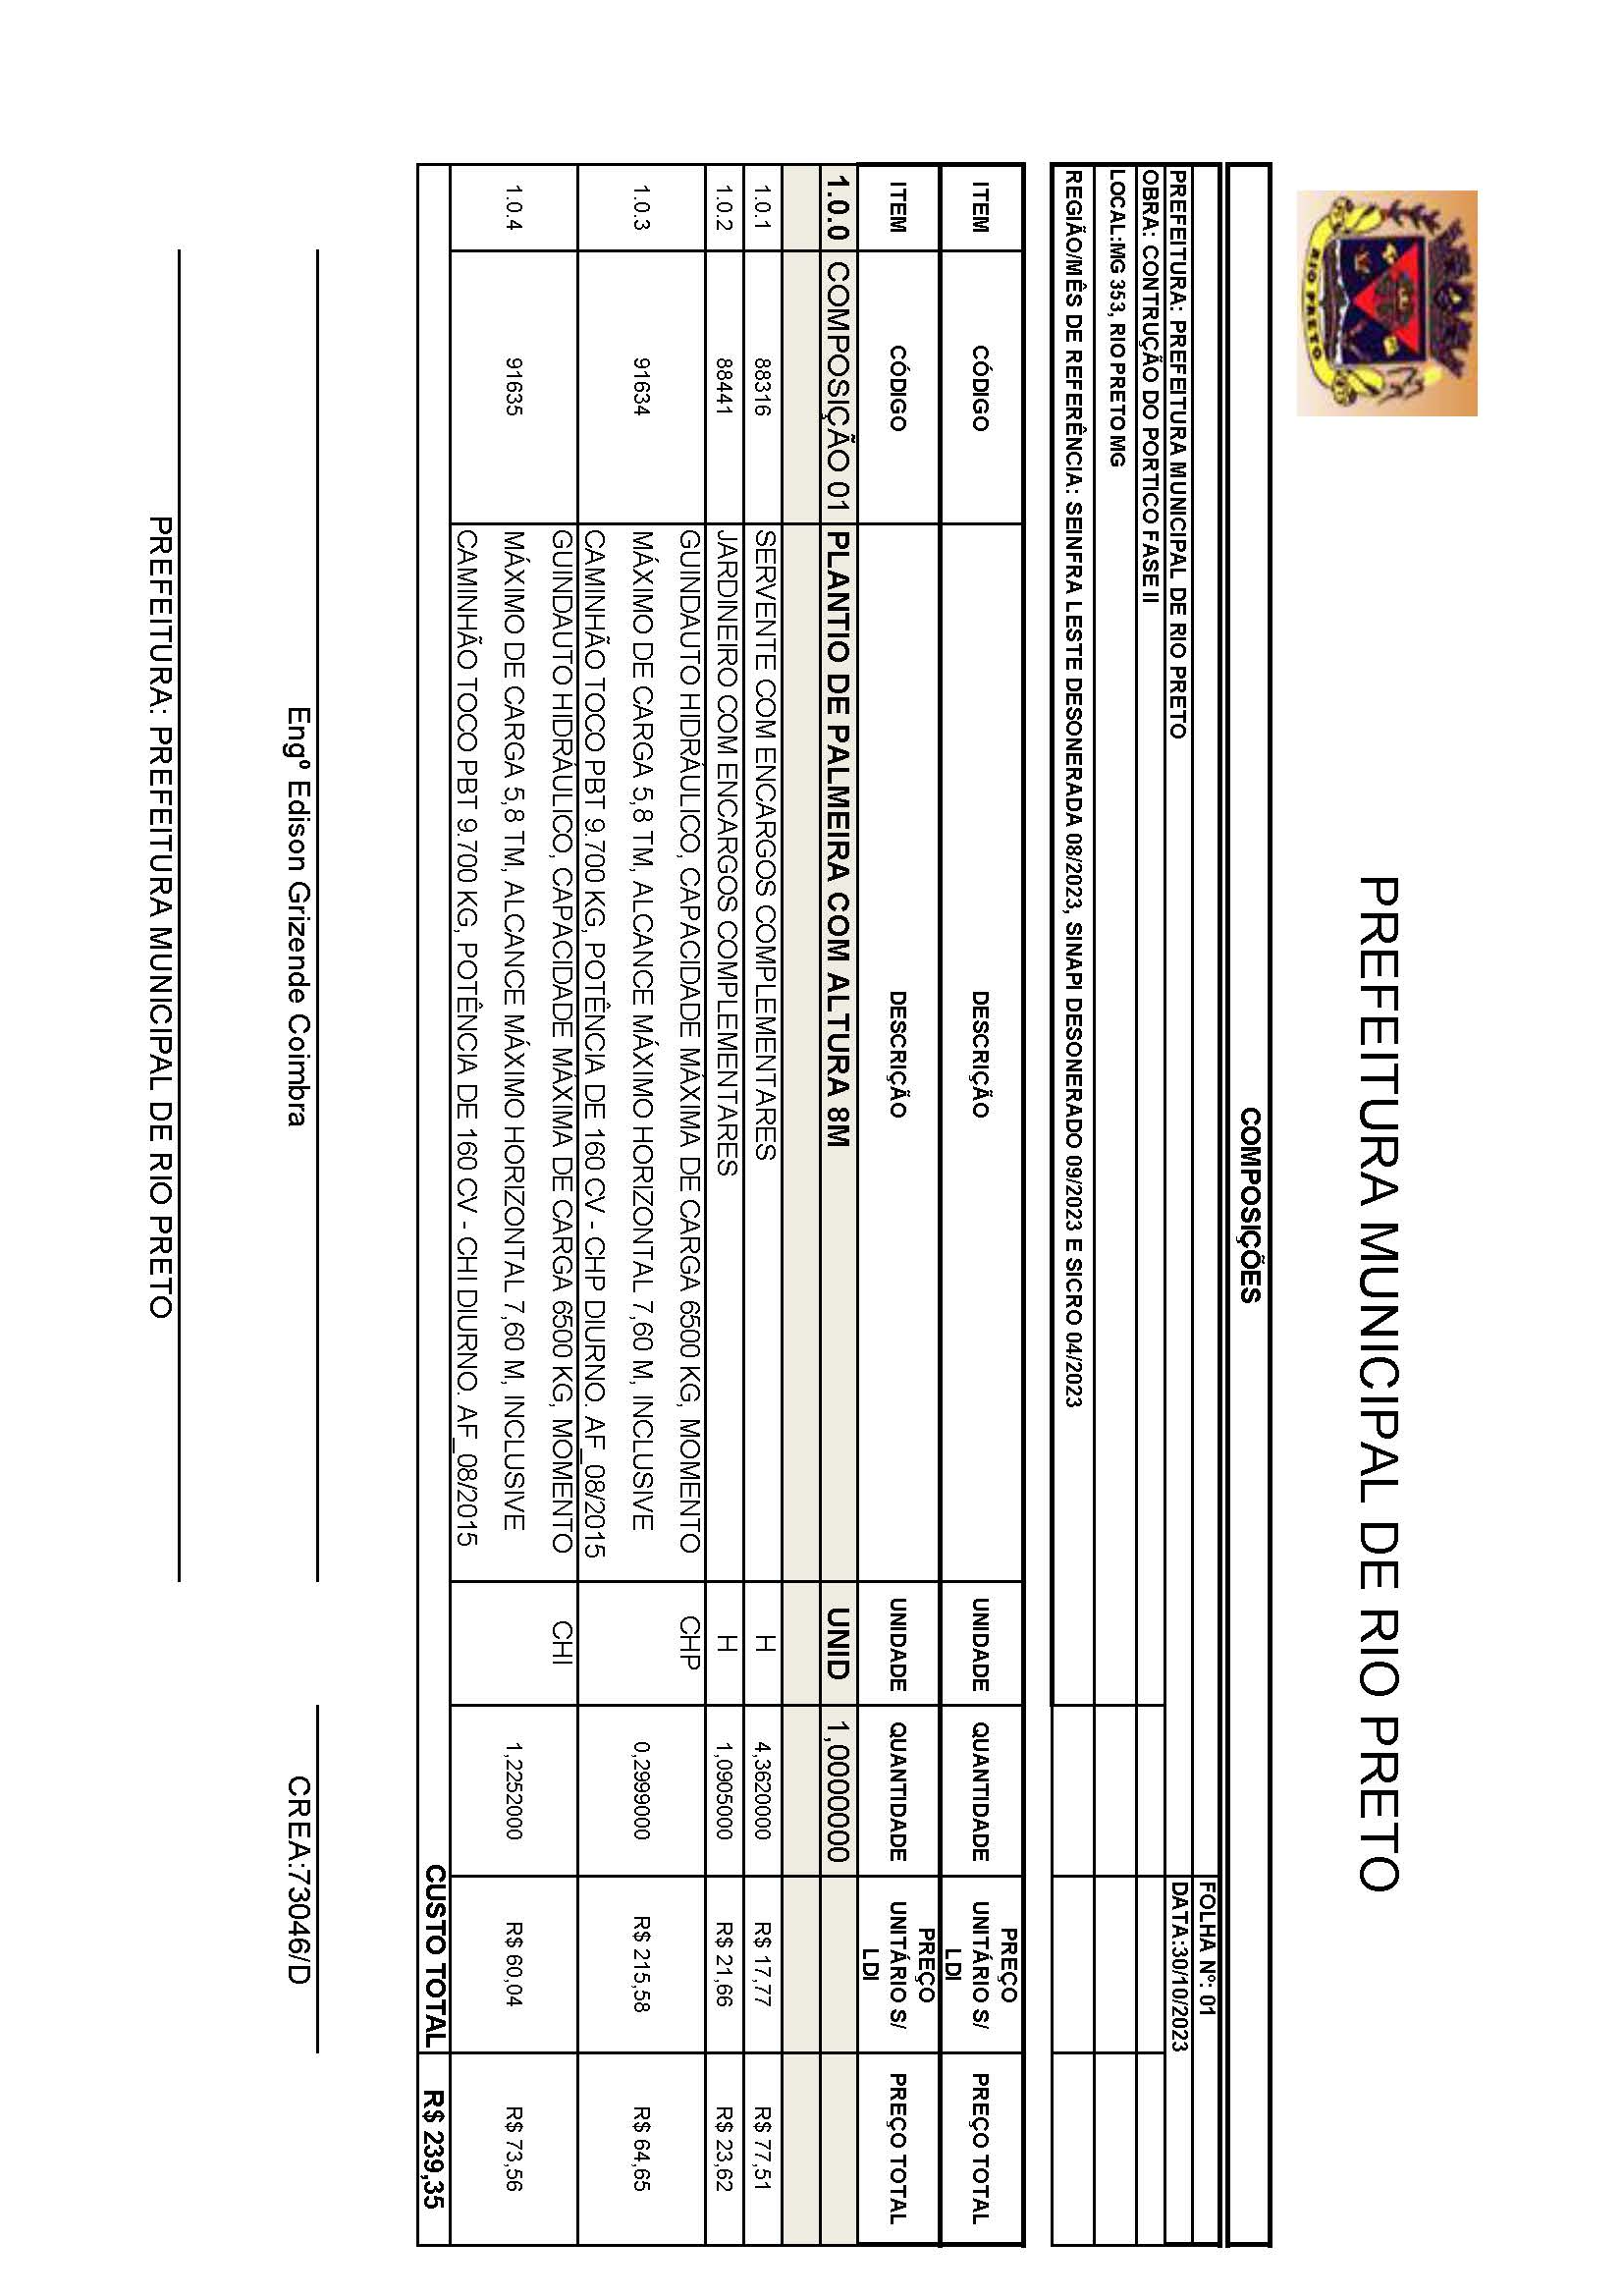 RIO PRETO
PREFEITURA MUNICIPAL DE RIO PRETO
COMPOSIÇÕES
FOLHA Nº: 01
PREFEITURA: PREFEITURA MUNICIPAL DE RIO PRETO DATA:30/10/2023
OBRA: CONTRUÇÃO DO PORTICO FASE II
LOCAL:MG 353, RIO PRETO MG
REGIÃO/MÊS DE REFERÊNCIA: SEINFRA LESTE DESONERADA 08/2023, SINAPI DESONERADO 09/2023 E SICRO 04/2023
ITEM CÓDIGO DESCRIÇÃO UNIDADE QUANTIDADE PREÇO UNITÁRIO S/ LDI PREÇO TOTAL
ITEM CÓDIGO DESCRIÇÃO UNIDADE QUANTIDADE PREÇO UNITÁRIO S/ LDI PREÇO TOTAL
1.0.0 COMPOSIÇÃO 01 PLANTIO DE PALMEIRA COM ALTURA 8M UNID 1,0000000
1.0.1 88316 SERVENTE COM ENCARGOS COMPLEMENTARES H 4,3620000 R$ 17,77 R$ 77,51
1.0.2 88441 JARDINEIRO COM ENCARGOS COMPLEMENTARES H 1,0905000 R$ 21,66 R$ 23,62
GUINDAUTO HIDRÁULICO, CAPACIDADE MÁXIMA DE CARGA 6500 KG, MOMENTO CHP
1.0.3 91634 MÁXIMO DE CARGA 5,8 TM, ALCANCE MÁXIMO HORIZONTAL 7,60 M, INCLUSIVE 0,2999000 R$ 215,58 R$ 64,65
CAMINHÃO TOCO PBT 9.700 KG, POTÊNCIA DE 160 CV - CHP DIURNO. AF_08/2015
GUINDAUTO HIDRÁULICO, CAPACIDADE MÁXIMA DE CARGA 6500 KG, MOMENTO CHI
1.0.4 91635 MÁXIMO DE CARGA 5,8 TM, ALCANCE MÁXIMO HORIZONTAL 7,60 M, INCLUSIVE 1,2252000 R$ 60,04 R$ 73,56
CAMINHÃO TOCO PBT 9.700 KG, POTÊNCIA DE 160 CV - CHI DIURNO. AF_08/2015
CUSTO TOTAL R$ 239,35
Engº Edison Grizende Coimbra CREA:73046/D
PREFEITURA: PREFEITURA MUNICIPAL DE RIO PRETO